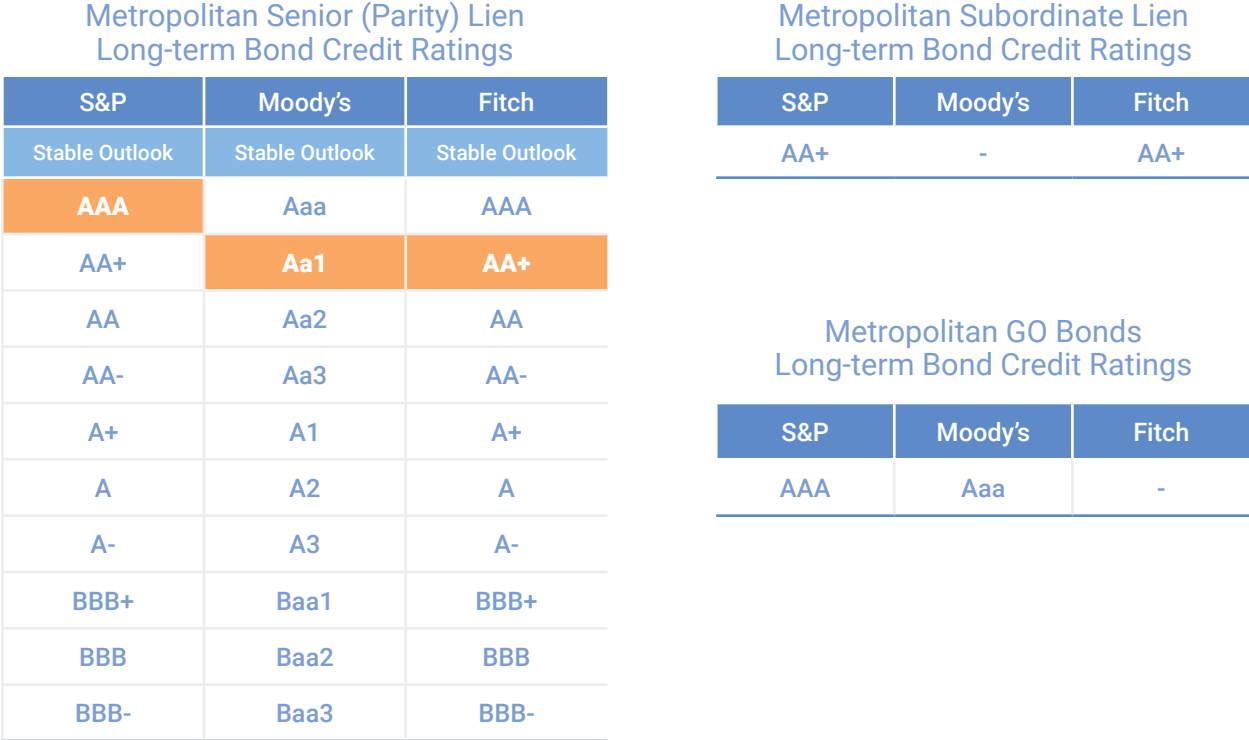 Metropolitan Senior (Parity) Lien
Long-term Bond Credit Ratings
S&P Moody’s Fitch
Stable Outlook Stable Outlook Stable Outlook
AAA Aaa AAA
AA+ Aa1 AA+
AA Aa2 AA
AA- Aa3 AA-
A+ A1 A+
A A2 A
A- A3 A-
BBB+ Baa1 BBB+
BBB Baa2 BBB
BBB- Baa3 BBB-
Metropolitan Subordinate Lien
Long-term Bond Credit Ratings
S&P Moody’s Fitch
AA+ - AA+
Metropolitan GO Bonds
Long-term Bond Credit Ratings
S&P Moody’s Fitch
AAA Aaa -